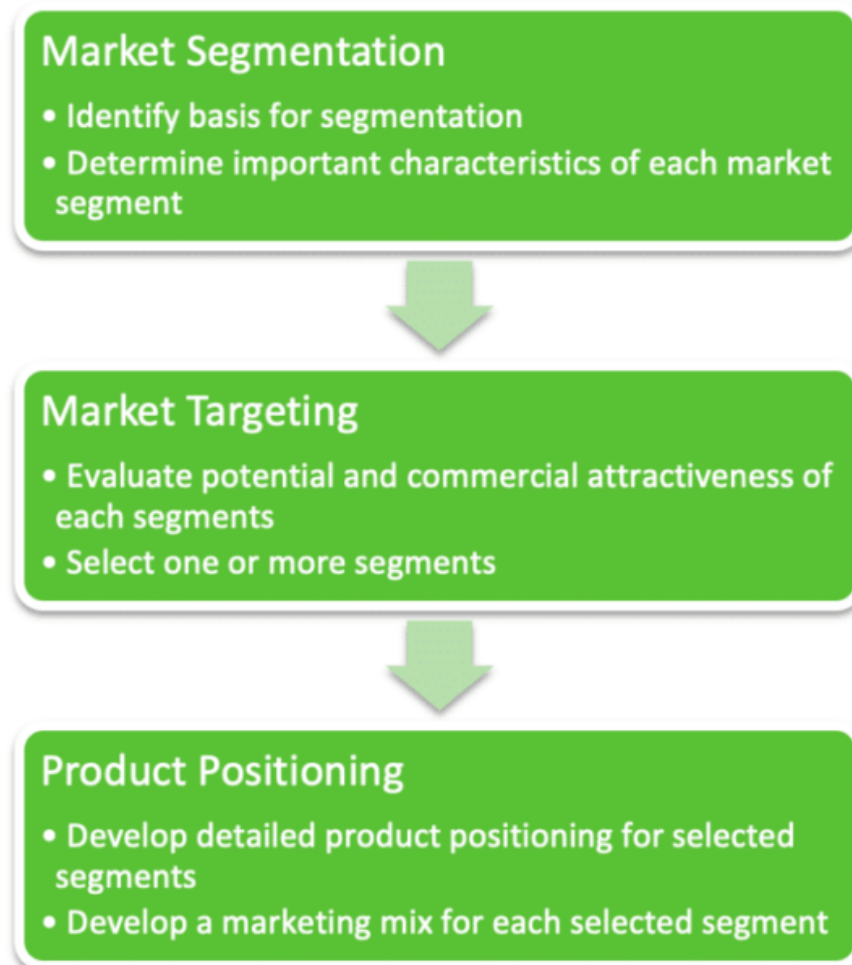 Market Segmentation
• Identify basis for segmentation
• Determine important characteristics of each market
segment
Market Targeting
• Evaluate potential and commercial attractiveness of
each segments
• Select one or more segments
Product Positioning
• Develop detailed product positioning for selected
segments
• Develop a marketing mix for each selected segment